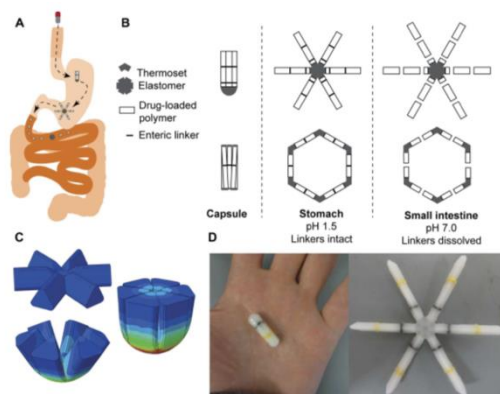 A
B
Thermoset
Elastomer
Drug-loaded
polymer
Enteric linker
Capsule
Stomach
pH 1.5
Linkers intact
Small intestine
pH 7.0
Linkers dissolved
C
D